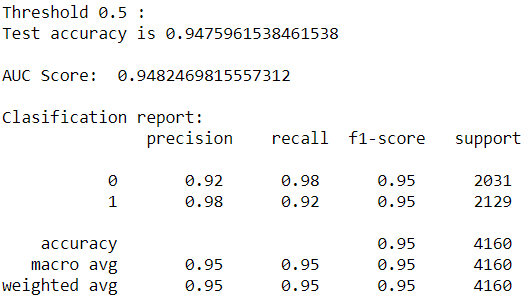 Threshold 0.5 :
Test accuracy is 0.9475961538461538
AUC Score:  0.9482469815557312
Clasification report:
precision    recall  f1-score   support
0       0.92      0.98      0.95      2031
1       0.98      0.92      0.95      2129
accuracy                           0.95      4160
macro avg       0.95      0.95      0.95      4160
weighted avg       0.95      0.95      0.95      4160